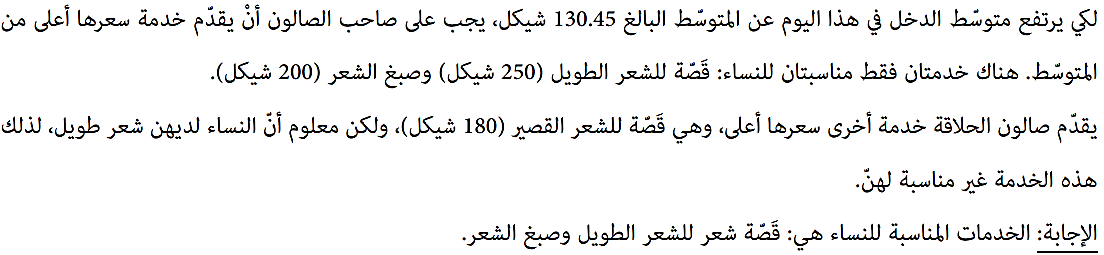 لكي يرتفع متوسّط الدخل في هذا اليوم عن المتوسّط البالغ 130.45 شيكل، يجب على صاحب الصالون أنْ يقدّم خدمة سعرها أعلى من
المتوسّط. هناك خدمتان فقط مناسبتان للنساء: قَصّة للشعر الطويل (250 شيكل) وصبغ الشعر (200 شيكل).
يقدّم صالون الحلاقة خدمة أخرى سعرها أعلى، وهي قَصّة للشعر القصير (180 شيكل)، ولكن معلوم أنّ النساء لديهن شعر طويل، لذلك
هذه الخدمة غير مناسبة لهنّ.
الإجابة: الخدمات المناسبة للنساء هي: قَصّة شعر للشعر الطويل وصبغ الشعر.